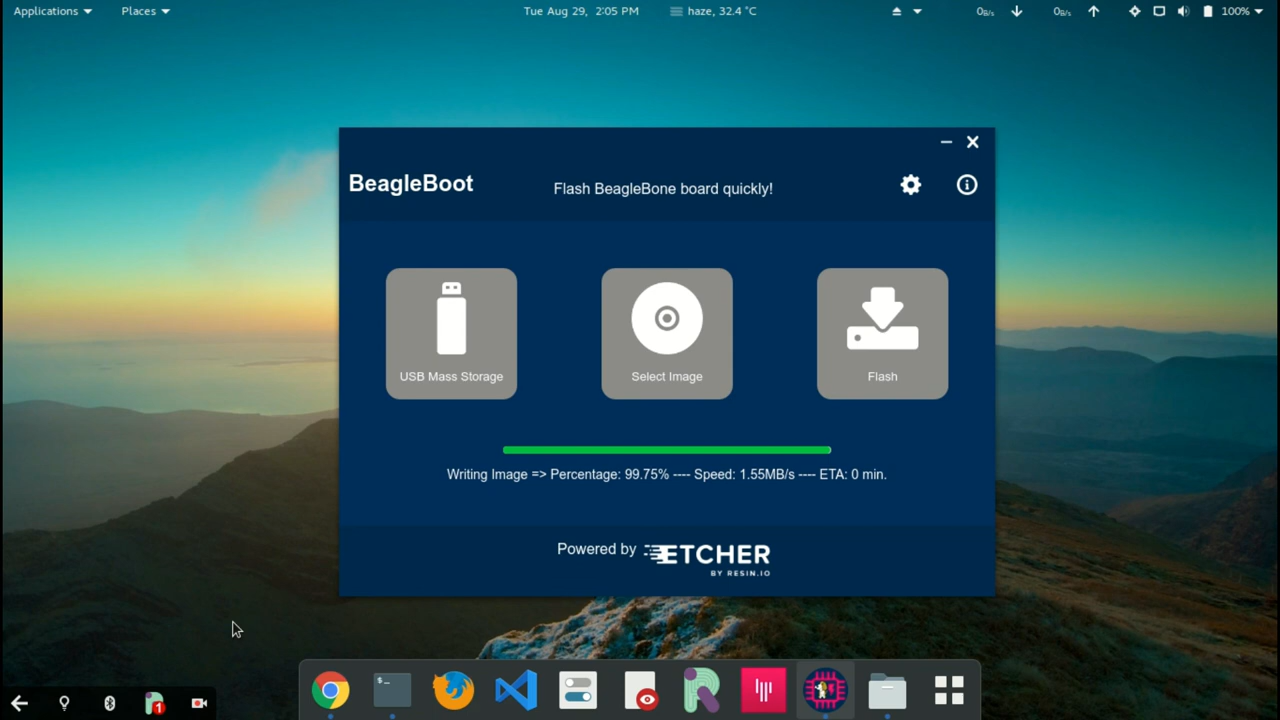 Applications Places Tue Aug 29, 2:05 PM haze, 32.4 °C 0B/s 0B/s 100%
BeagleBoot
Flash BeagleBone board quickly!
USB Mass Storage
Select Image
Flash
Writing Image => Percentage: 99.75% ---- Speed: 1.55MB/s ---- ETA: 0 min.
Powered by ETCHER
BY RESIN.IO
$_
1